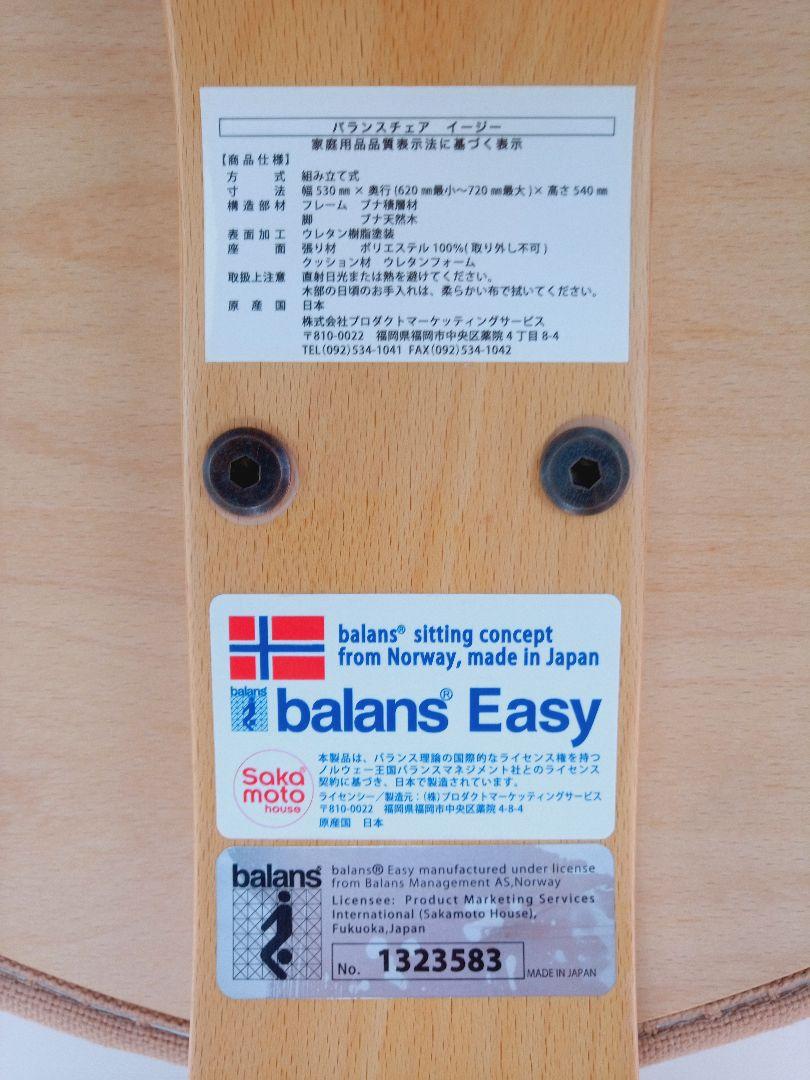 バランスチェア イージー
家庭用品品質表示法に基づく表示
【商品仕様】
方 式 組み立て式
寸 法 幅 530 ㎜ × 奥行 (620 ㎜最小～720 ㎜最大 )× 高さ 540 ㎜
構造部材 フレーム ブナ積層材
脚 ブナ天然木
表面加工 ウレタン樹脂塗装
座 面 張り材 ポリエステル 100%( 取り外し不可 )
クッション材 ウレタンフォーム
取扱上注意 直射日光または熱を避けてください。
木部の日頃のお手入れは、柔らかい布で拭いてください。
原産国 日本
株式会社プロダクトマーケッティングサービス
〒810-0022 福岡県福岡市中央区薬院 4 丁目 8-4
TEL(092)534-1041 FAX(092)534-1042
balans® sitting concept
from Norway, made in Japan
balans
balans® Easy
Saka
moto®
house
本製品は、バランス理論の国際的なライセンス権を持つ
ノルウェー王国バランスマネジメント社とのライセンス
契約に基づき、日本で製造されています。
ライセンシー／製造元：(株)プロダクトマーケッティングサービス
〒810-0022 福岡県福岡市中央区薬院 4-8-4
原産国 日本
balans®
balans® Easy manufactured under license
from Balans Management AS,Norway
Licensee: Product Marketing Services
International (Sakamoto House),
Fukuoka,Japan
No. 1323583
MADE IN JAPAN